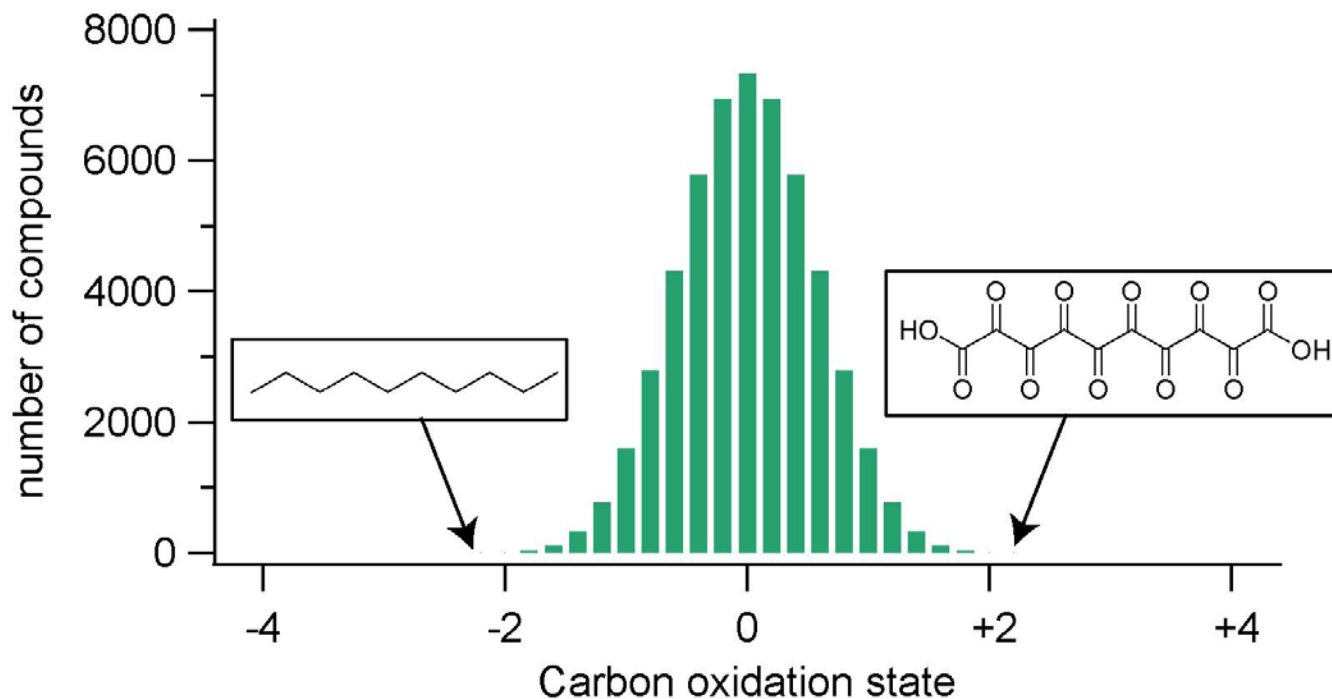 8000
6000
4000
2000
0
number of compounds
O O O O O
HO
OH
O O O O O
-4 -2 0 +2 +4
Carbon oxidation state